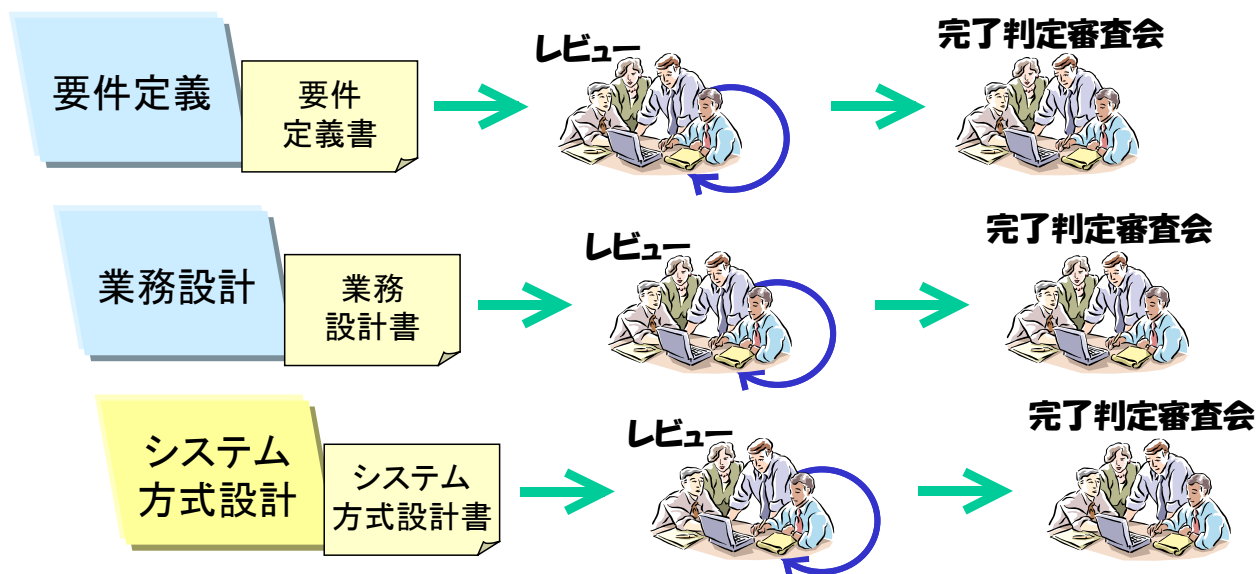 要件定義
要件
定義書
レビュー
完了判定審査会
業務設計
業務
設計書
レビュー
完了判定審査会
システム
方式設計
システム
方式設計書
レビュー
完了判定審査会